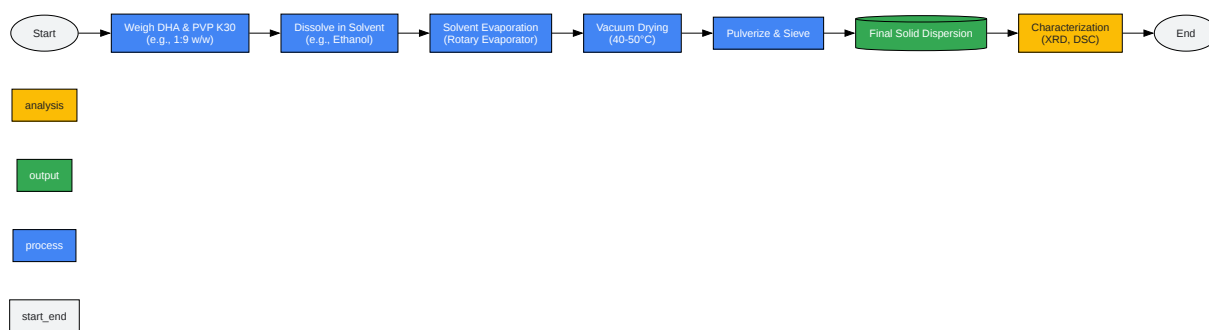 Start
Weigh DHA & PVP K30
(e.g., 1:9 w/w)
Dissolve in Solvent
(e.g., Ethanol)
Solvent Evaporation
(Rotary Evaporator)
Vacuum Drying
(40-50°C)
Pulverize & Sieve
Final Solid Dispersion
Characterization
(XRD, DSC)
End
analysis
output
process
start_end